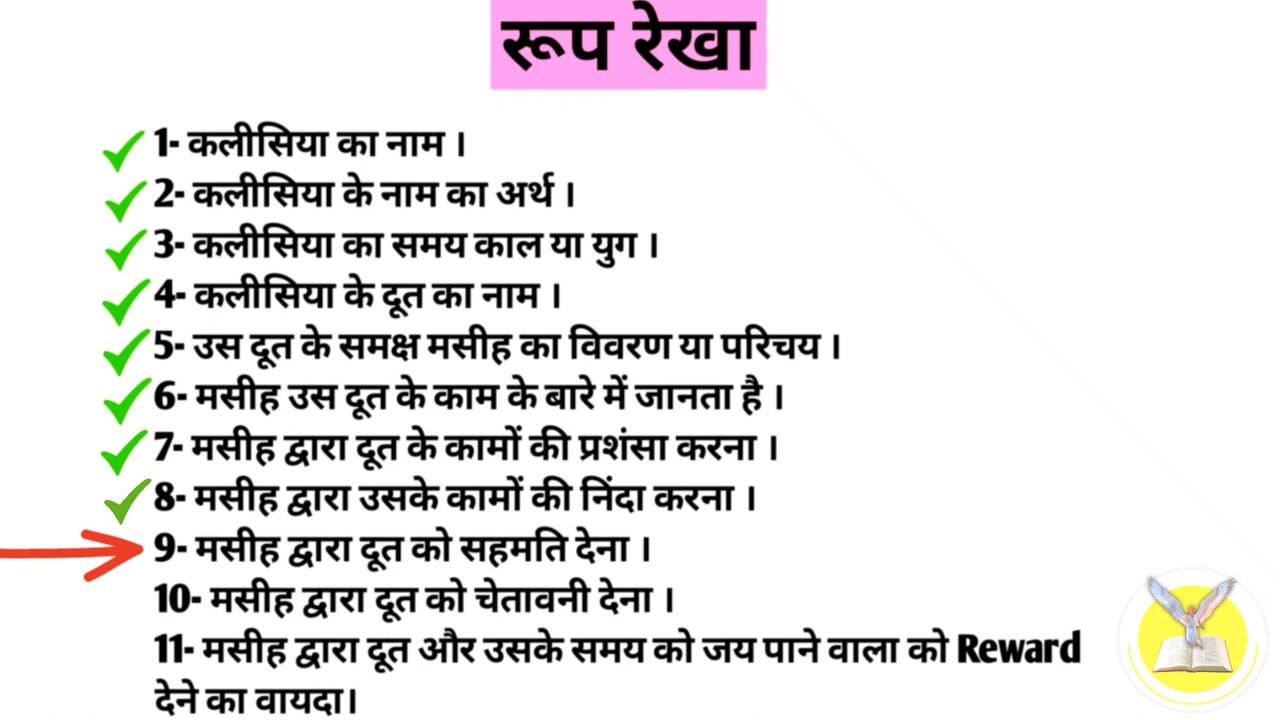 रूप रेखा
1- कलीसिया का नाम ।
2- कलीसिया के नाम का अर्थ ।
3- कलीसिया का समय काल या युग ।
4- कलीसिया के दूत का नाम ।
5- उस दूत के समक्ष मसीह का विवरण या परिचय ।
6- मसीह उस दूत के काम के बारे में जानता है ।
7- मसीह द्वारा दूत के कामों की प्रशंसा करना ।
8- मसीह द्वारा उसके कामों की निंदा करना ।
9- मसीह द्वारा दूत को सहमति देना ।
10- मसीह द्वारा दूत को चेतावनी देना ।
11- मसीह द्वारा दूत और उसके समय को जय पाने वाला को Reward
देने का वायदा।